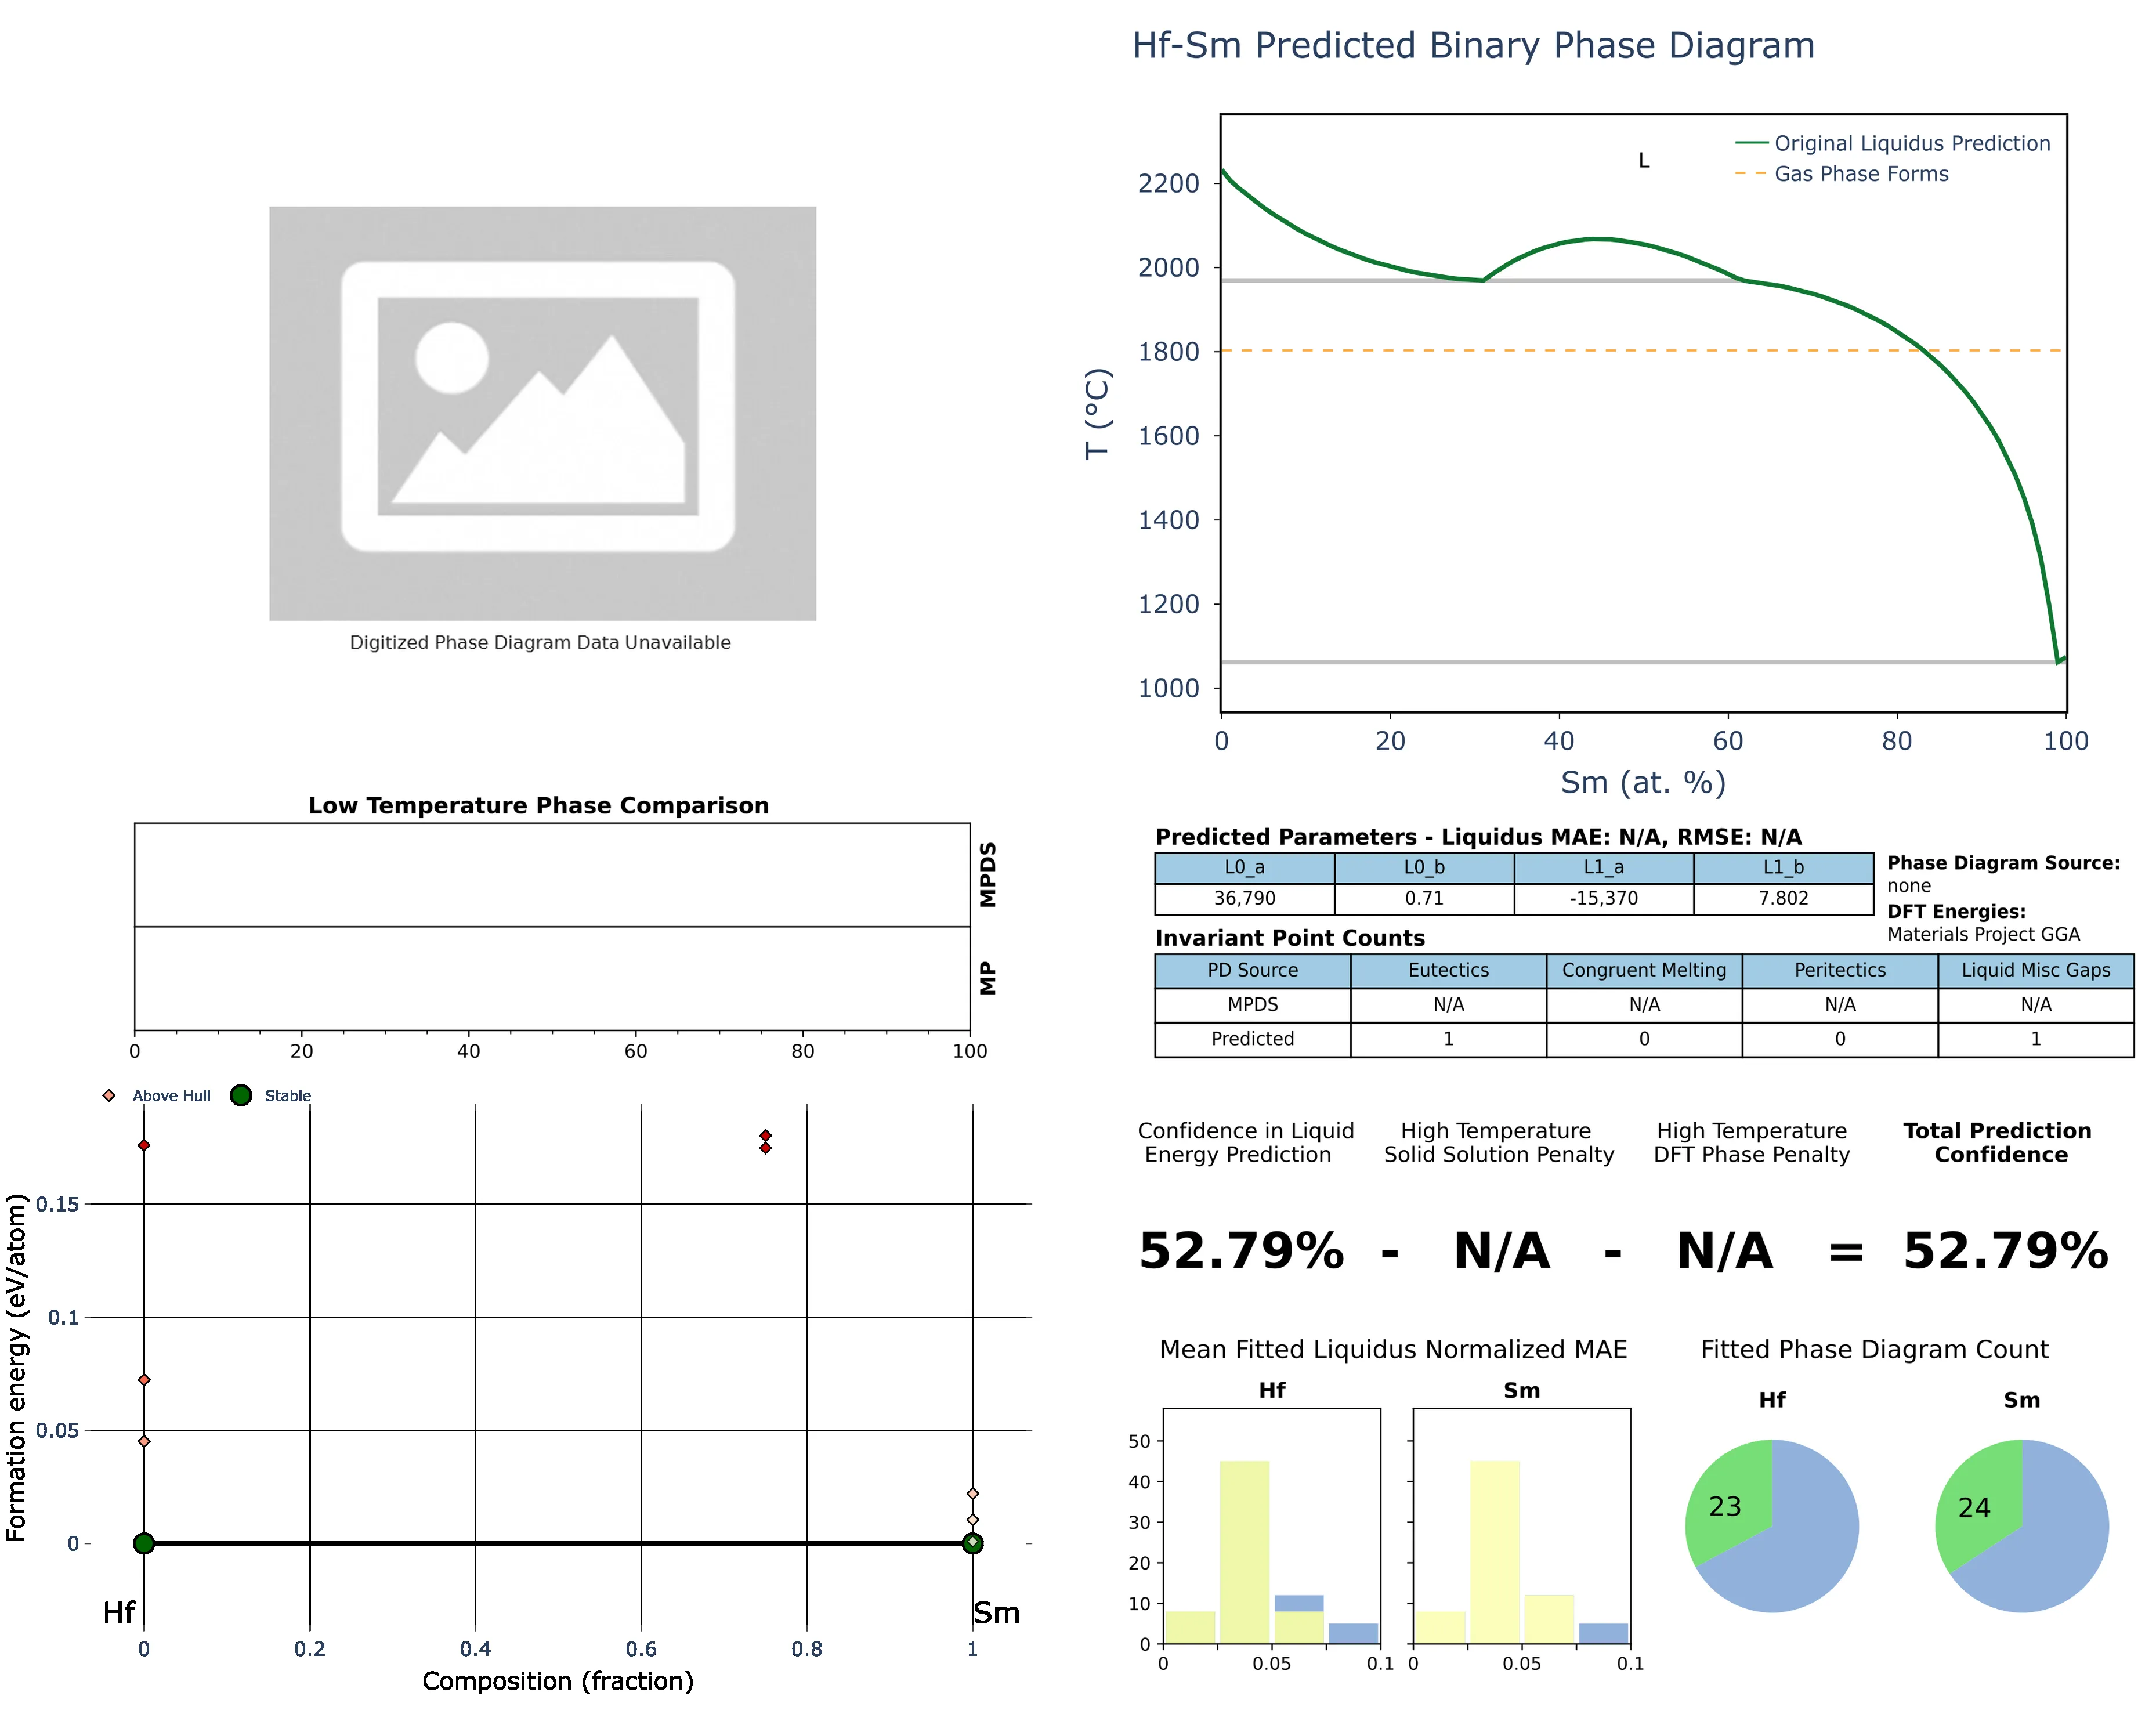 Hf-Sm Predicted Binary Phase Diagram
Digitized Phase Diagram Data Unavailable
L
Original Liquidus Prediction
Gas Phase Forms
T (°C)
2200
2000
1800
1600
1400
1200
1000
0 20 40 60 80 100
Sm (at. %)
Low Temperature Phase Comparison
MPDS
MP
0 20 40 60 80 100
Predicted Parameters - Liquidus MAE: N/A, RMSE: N/A
L0_a L0_b L1_a L1_b
36,790 0.71 -15,370 7.802
Phase Diagram Source:
none
DFT Energies:
Materials Project GGA
Invariant Point Counts
PD Source Eutectics Congruent Melting Peritectics Liquid Misc Gaps
MPDS N/A N/A N/A N/A
Predicted 1 0 0 1
Above Hull Stable
Formation energy (eV/atom)
0.15
0.1
0.05
0
Hf Sm
0 0.2 0.4 0.6 0.8 1
Composition (fraction)
Confidence in Liquid
Energy Prediction
High Temperature
Solid Solution Penalty
High Temperature
DFT Phase Penalty
Total Prediction
Confidence
52.79% - N/A - N/A = 52.79%
Mean Fitted Liquidus Normalized MAE
Hf Sm
50
40
30
20
10
0
0 0.05 0.1 0 0.05 0.1
Fitted Phase Diagram Count
Hf Sm
23 24